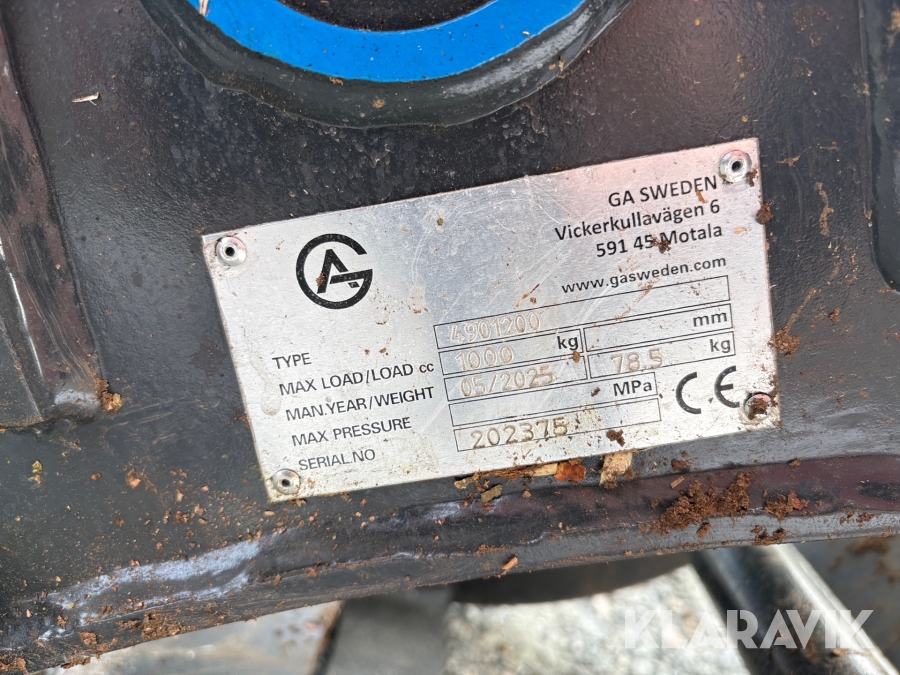 GA SWEDEN
Vickerkullavägen 6
591 45 Motala
www.gasweden.com
TYPE 4901200
MAX LOAD/LOAD cc 1000 kg mm
MAN.YEAR/WEIGHT 05/2025 78.5 kg
MAX PRESSURE MPa
SERIAL NO 202375
CE
KLARAVIK